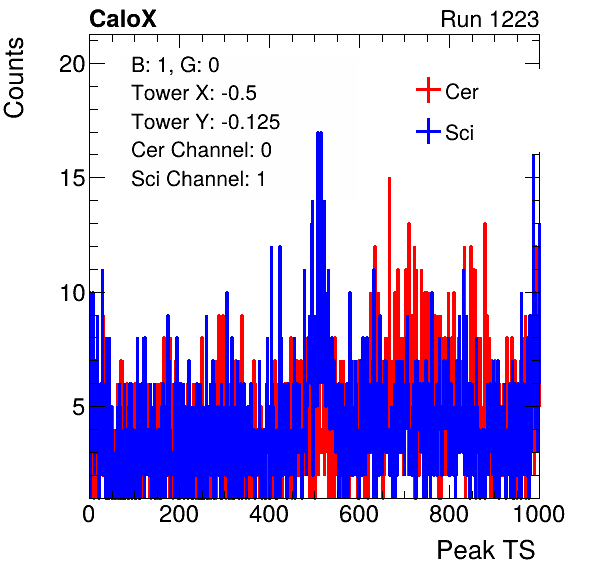 CaloX Run 1223
Counts
20
15
10
5
B: 1, G: 0
Tower X: -0.5
Tower Y: -0.125
Cer Channel: 0
Sci Channel: 1
Cer
Sci
0 200 400 600 800 1000
Peak TS